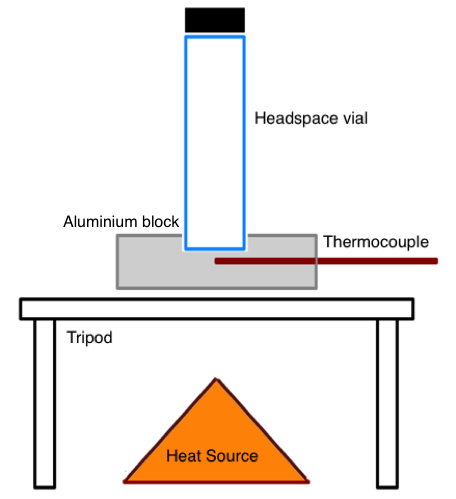 Headspace vial
Aluminium block
Thermocouple
Tripod
Heat Source